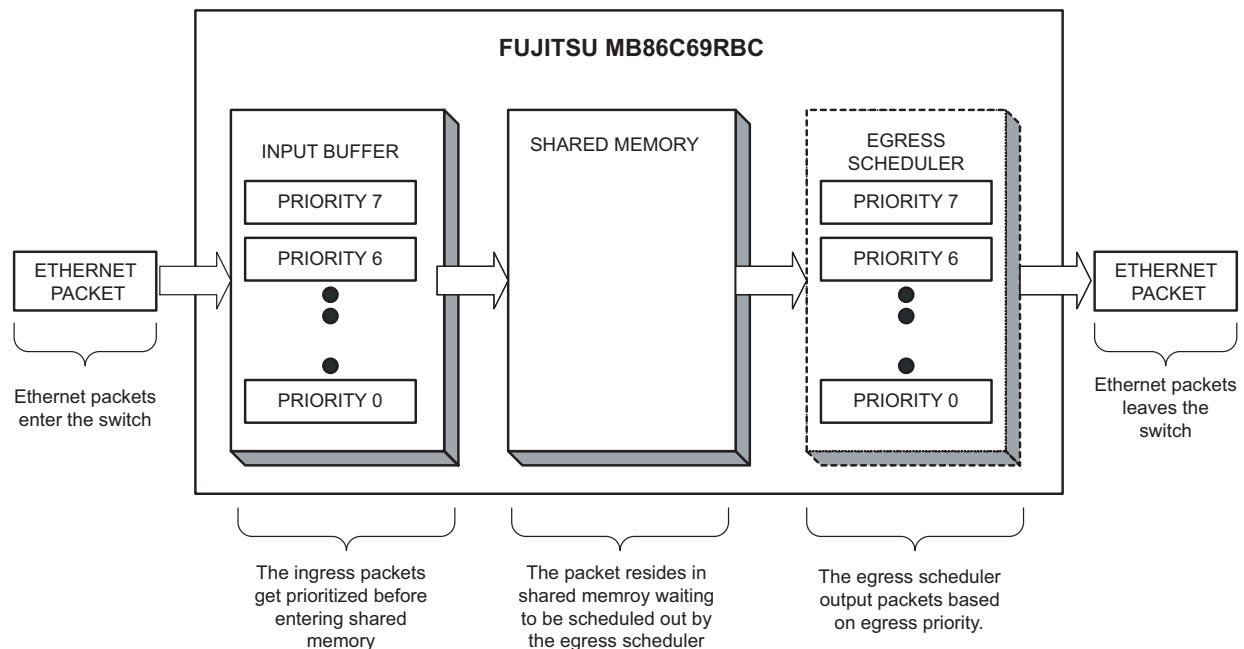 FUJITSU MB86C69RBC
INPUT BUFFER
PRIORITY 7
PRIORITY 6
PRIORITY 0
SHARED MEMORY
EGRESS
SCHEDULER
PRIORITY 7
PRIORITY 6
PRIORITY 0
ETHERNET
PACKET
ETHERNET
PACKET
Ethernet packets
enter the switch
Ethernet packets
leaves the
switch
The ingress packets
get prioritized before
entering shared
memory
The packet resides in
shared memroy waiting
to be scheduled out by
the egress scheduler
The egress scheduler
output packets based
on egress priority.